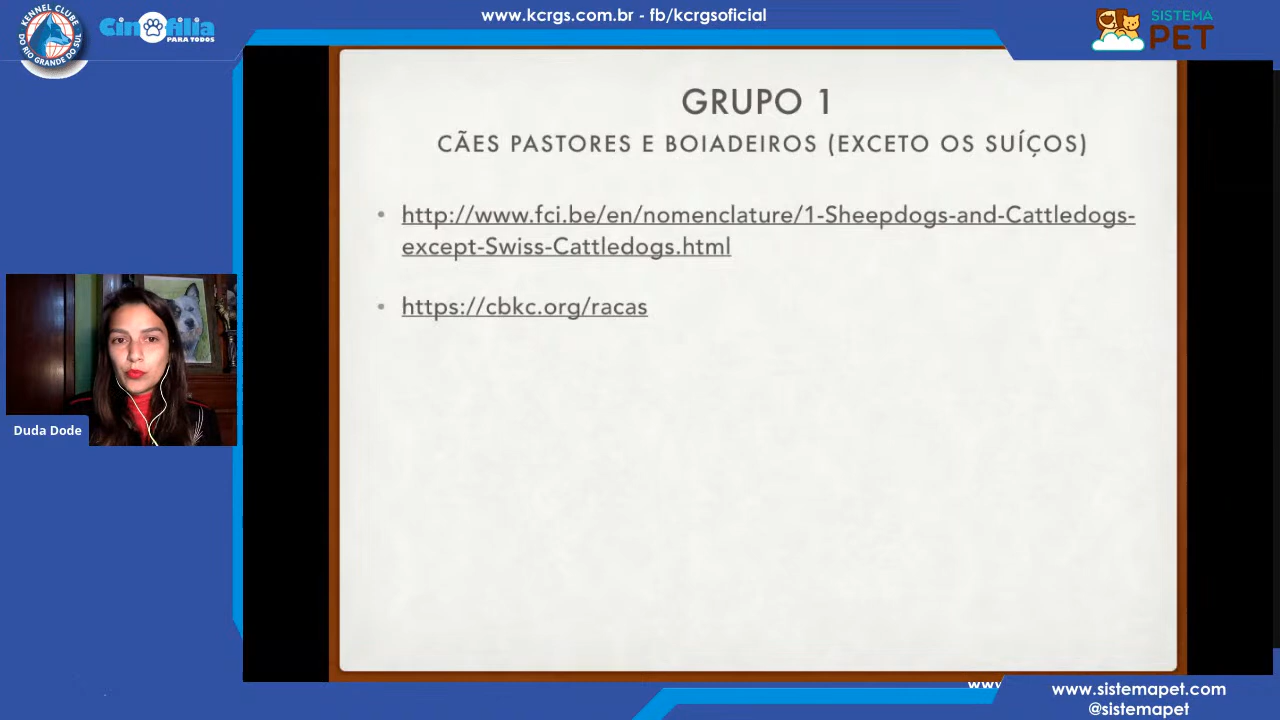 www.kcrgs.com.br - fb/kcrgsoficial
KENNEL CLUBE
DO RIO GRANDE DO SUL
Cinofilia
PARA TODOS
SISTEMA
PET
GRUPO 1
CÃES PASTORES E BOIADEIROS (EXCETO OS SUÍÇOS)
• http://www.fci.be/en/nomenclature/1-Sheepdogs-and-Cattledogs-
except-Swiss-Cattledogs.html
• https://cbkc.org/racas
Duda Dode
www
www.sistemapet.com
@sistemapet